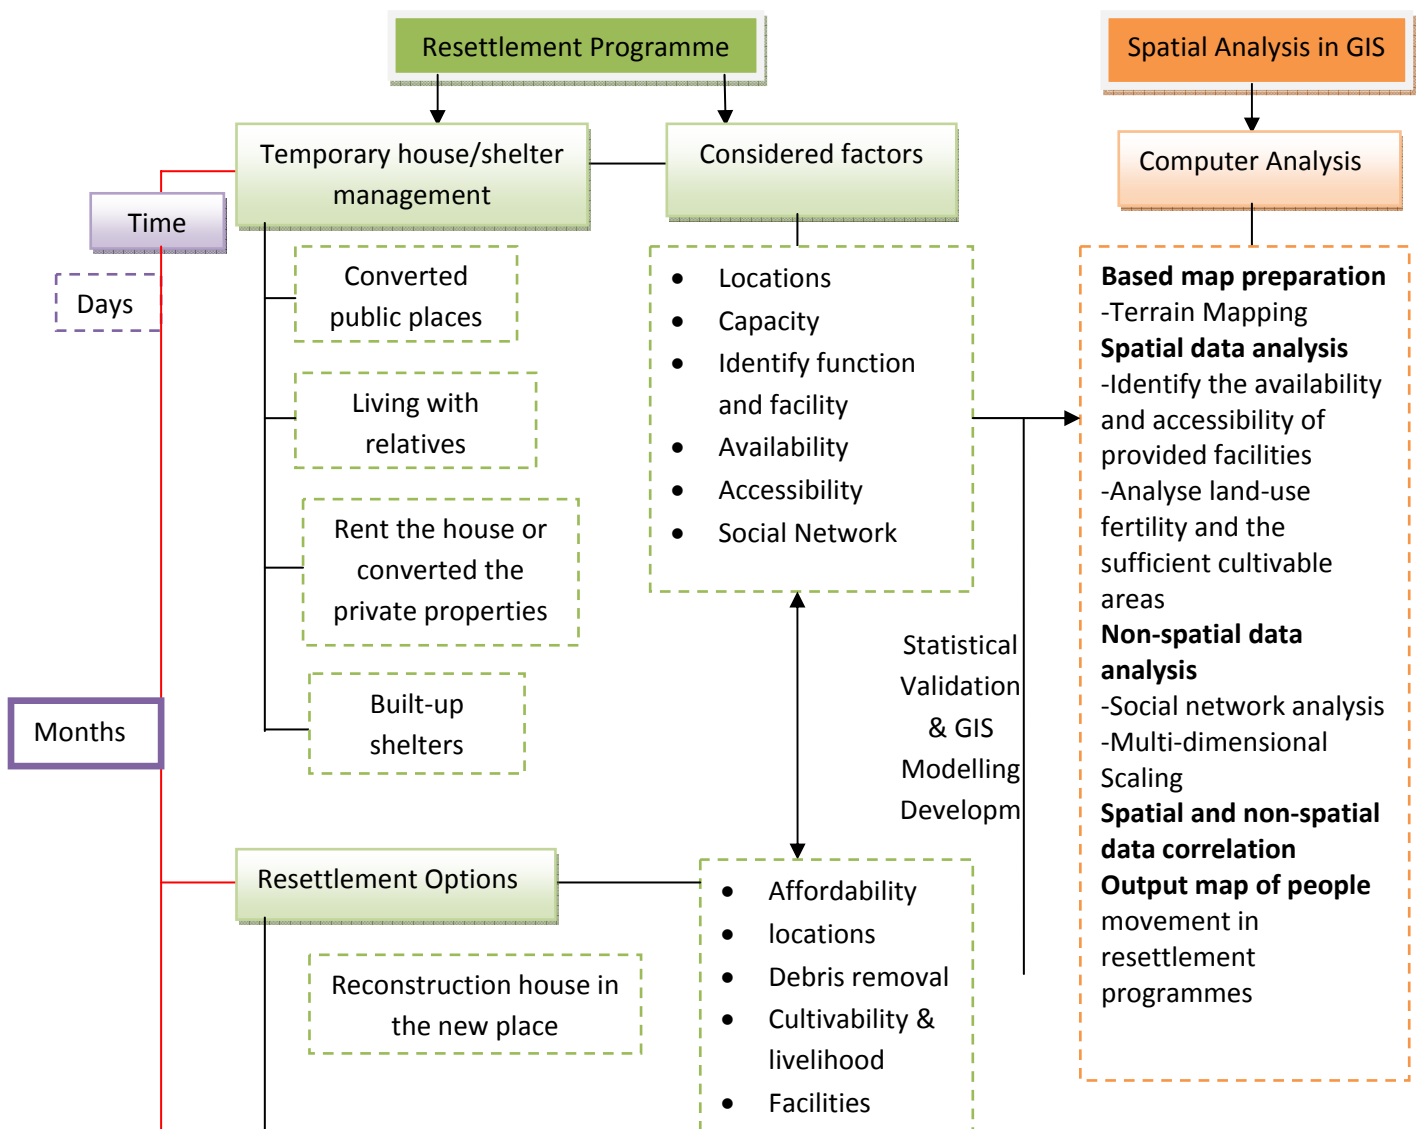 Resettlement Programme
Spatial Analysis in GIS
Temporary house/shelter
management
Considered factors
Computer Analysis
Time
Days
Months
Converted
public places
Living with
relatives
Rent the house or
converted the
private properties
Built-up
shelters
• Locations
• Capacity
• Identify function
and facility
• Availability
• Accessibility
• Social Network
Statistical
Validation
& GIS
Modelling
Developm
Based map preparation
-Terrain Mapping
Spatial data analysis
-Identify the availability
and accessibility of
provided facilities
-Analyse land-use
fertility and the
sufficient cultivable
areas
Non-spatial data
analysis
-Social network analysis
-Multi-dimensional
Scaling
Spatial and non-spatial
data correlation
Output map of people
movement in
resettlement
programmes
Resettlement Options
Reconstruction house in
the new place
• Affordability
• locations
• Debris removal
• Cultivability &
livelihood
• Facilities